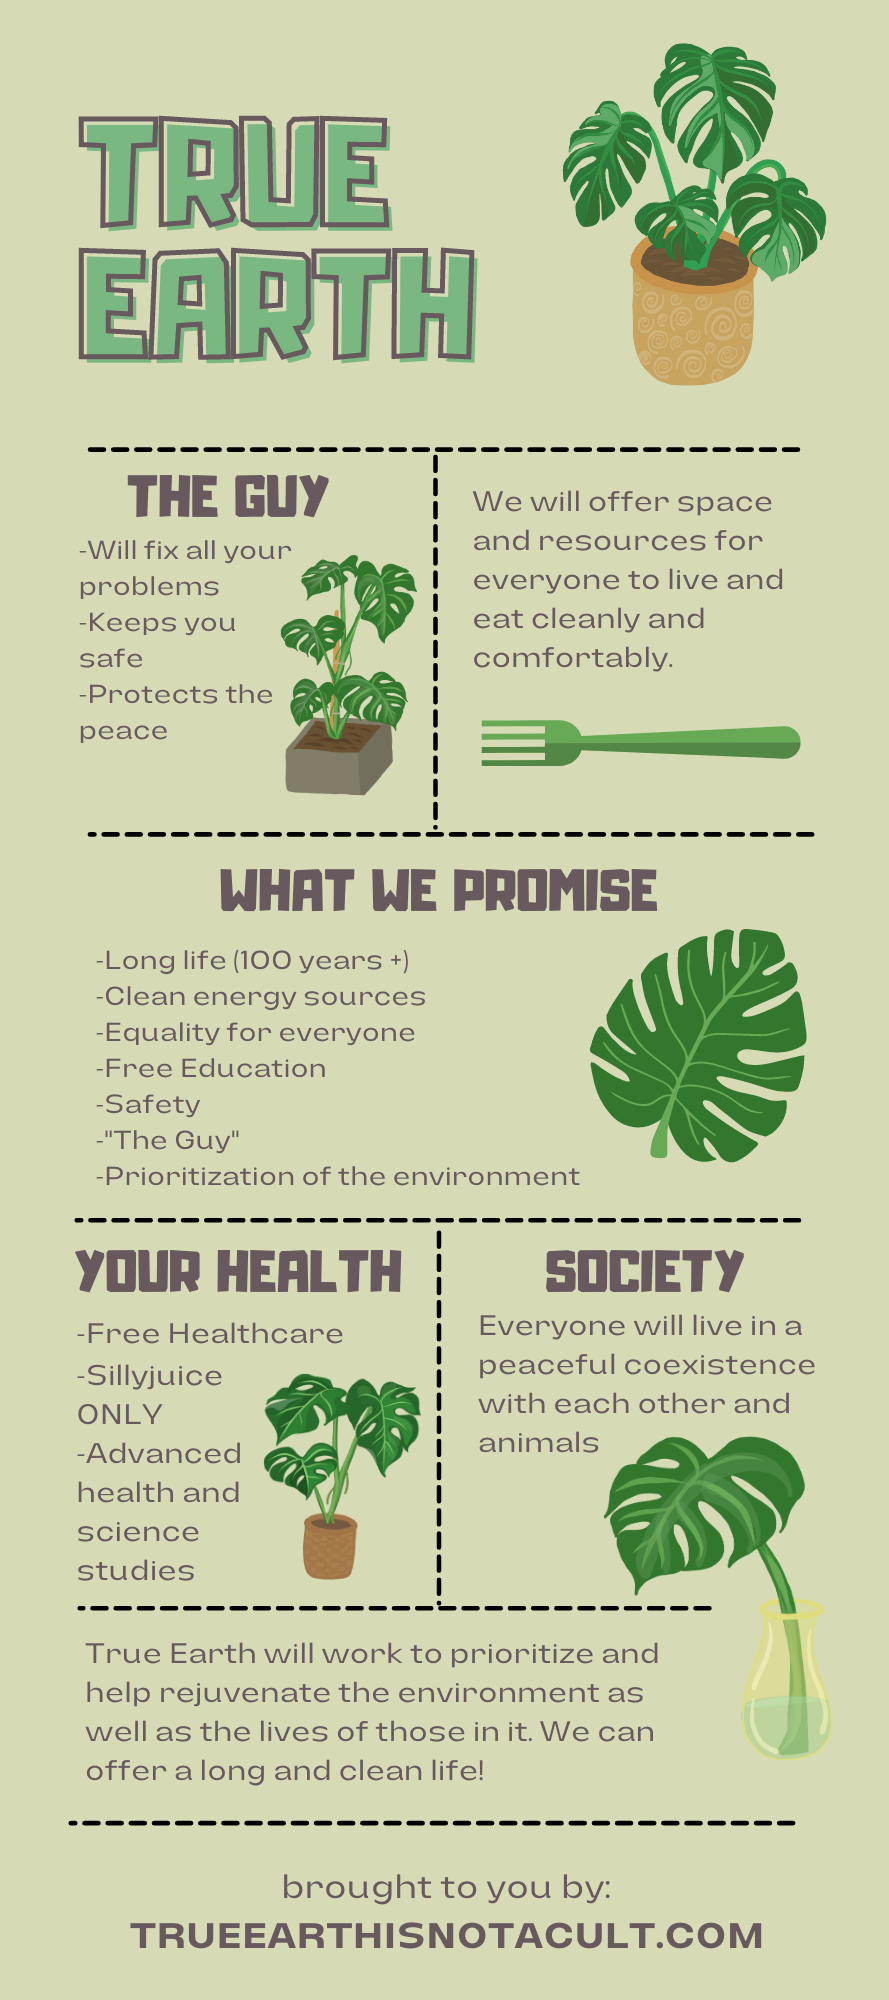 TRUE
EARTH
THE GUY
-Will fix all your
problems
-Keeps you
safe
-Protects the
peace
We will offer space
and resources for
everyone to live and
eat cleanly and
comfortably.
WHAT WE PROMISE
-Long life (100 years +)
-Clean energy sources
-Equality for everyone
-Free Education
-Safety
-"The Guy"
-Prioritization of the environment
YOUR HEALTH
-Free Healthcare
-Sillyjuice
ONLY
-Advanced
health and
science
studies
SOCIETY
Everyone will live in a
peaceful coexistence
with each other and
animals
True Earth will work to prioritize and
help rejuvenate the environment as
well as the lives of those in it. We can
offer a long and clean life!
brought to you by:
TRUEEARTHISNOTACULT.COM